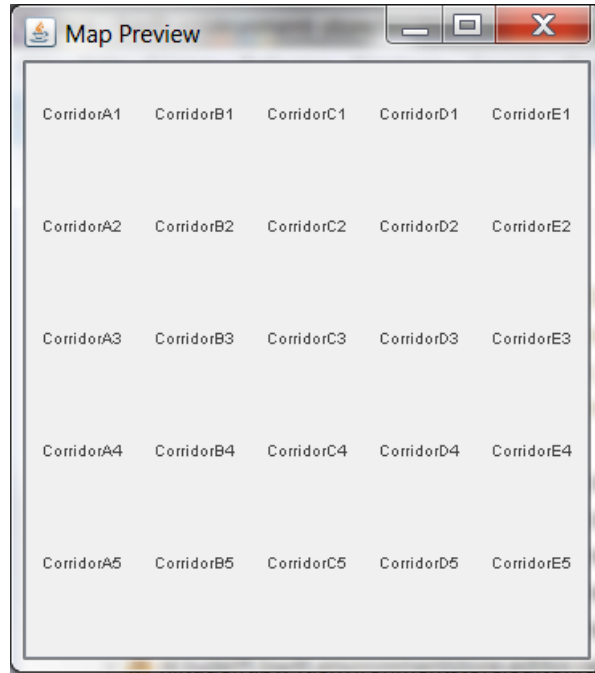 Map Preview
CorridorA1 CorridorB1 CorridorC1 CorridorD1 CorridorE1
CorridorA2 CorridorB2 CorridorC2 CorridorD2 CorridorE2
CorridorA3 CorridorB3 CorridorC3 CorridorD3 CorridorE3
CorridorA4 CorridorB4 CorridorC4 CorridorD4 CorridorE4
CorridorA5 CorridorB5 CorridorC5 CorridorD5 CorridorE5